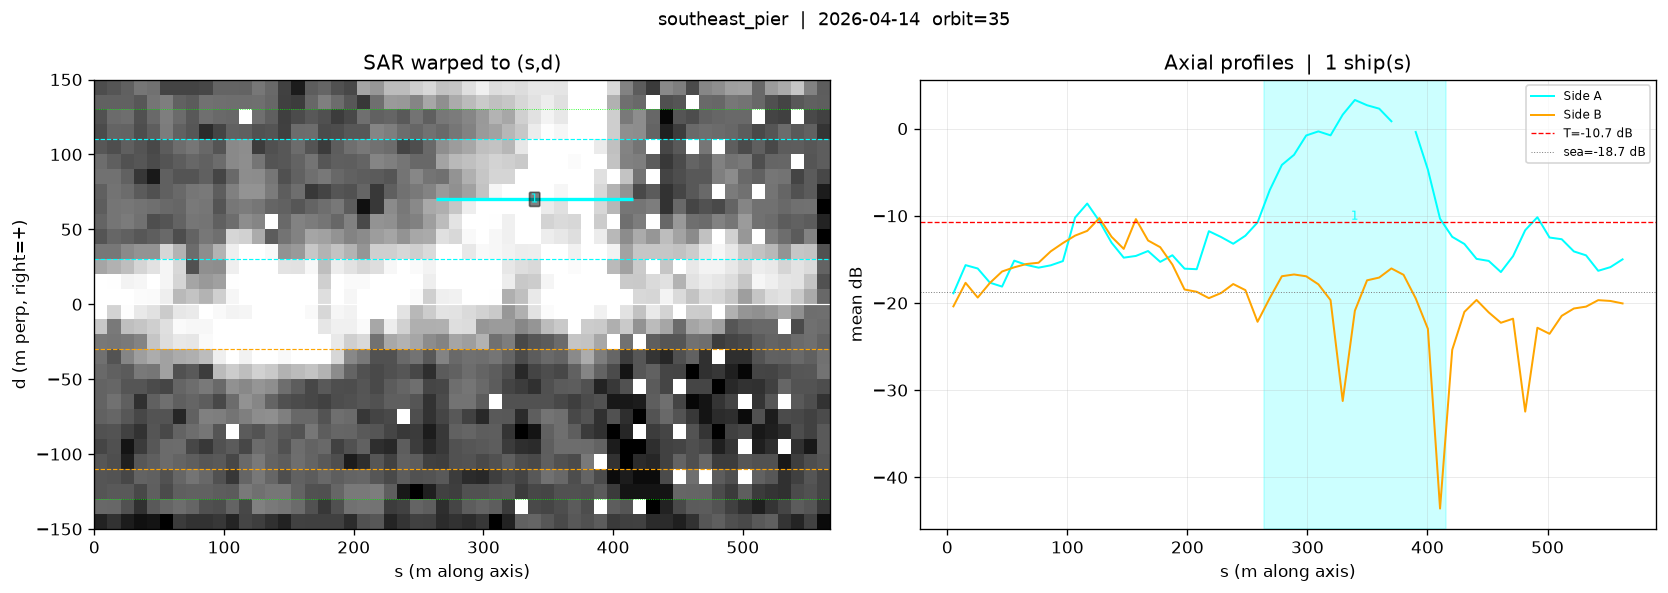 southeast_pier  |  2026-04-14  orbit=35
SAR warped to (s,d)
150
100
50
0
−50
−100
−150
d (m perp, right=+)
1
0
100
200
300
400
500
s (m along axis)
Axial profiles  |  1 ship(s)
0
−10
−20
−30
−40
mean dB
1
Side A
Side B
T=-10.7 dB
sea=-18.7 dB
0
100
200
300
400
500
s (m along axis)